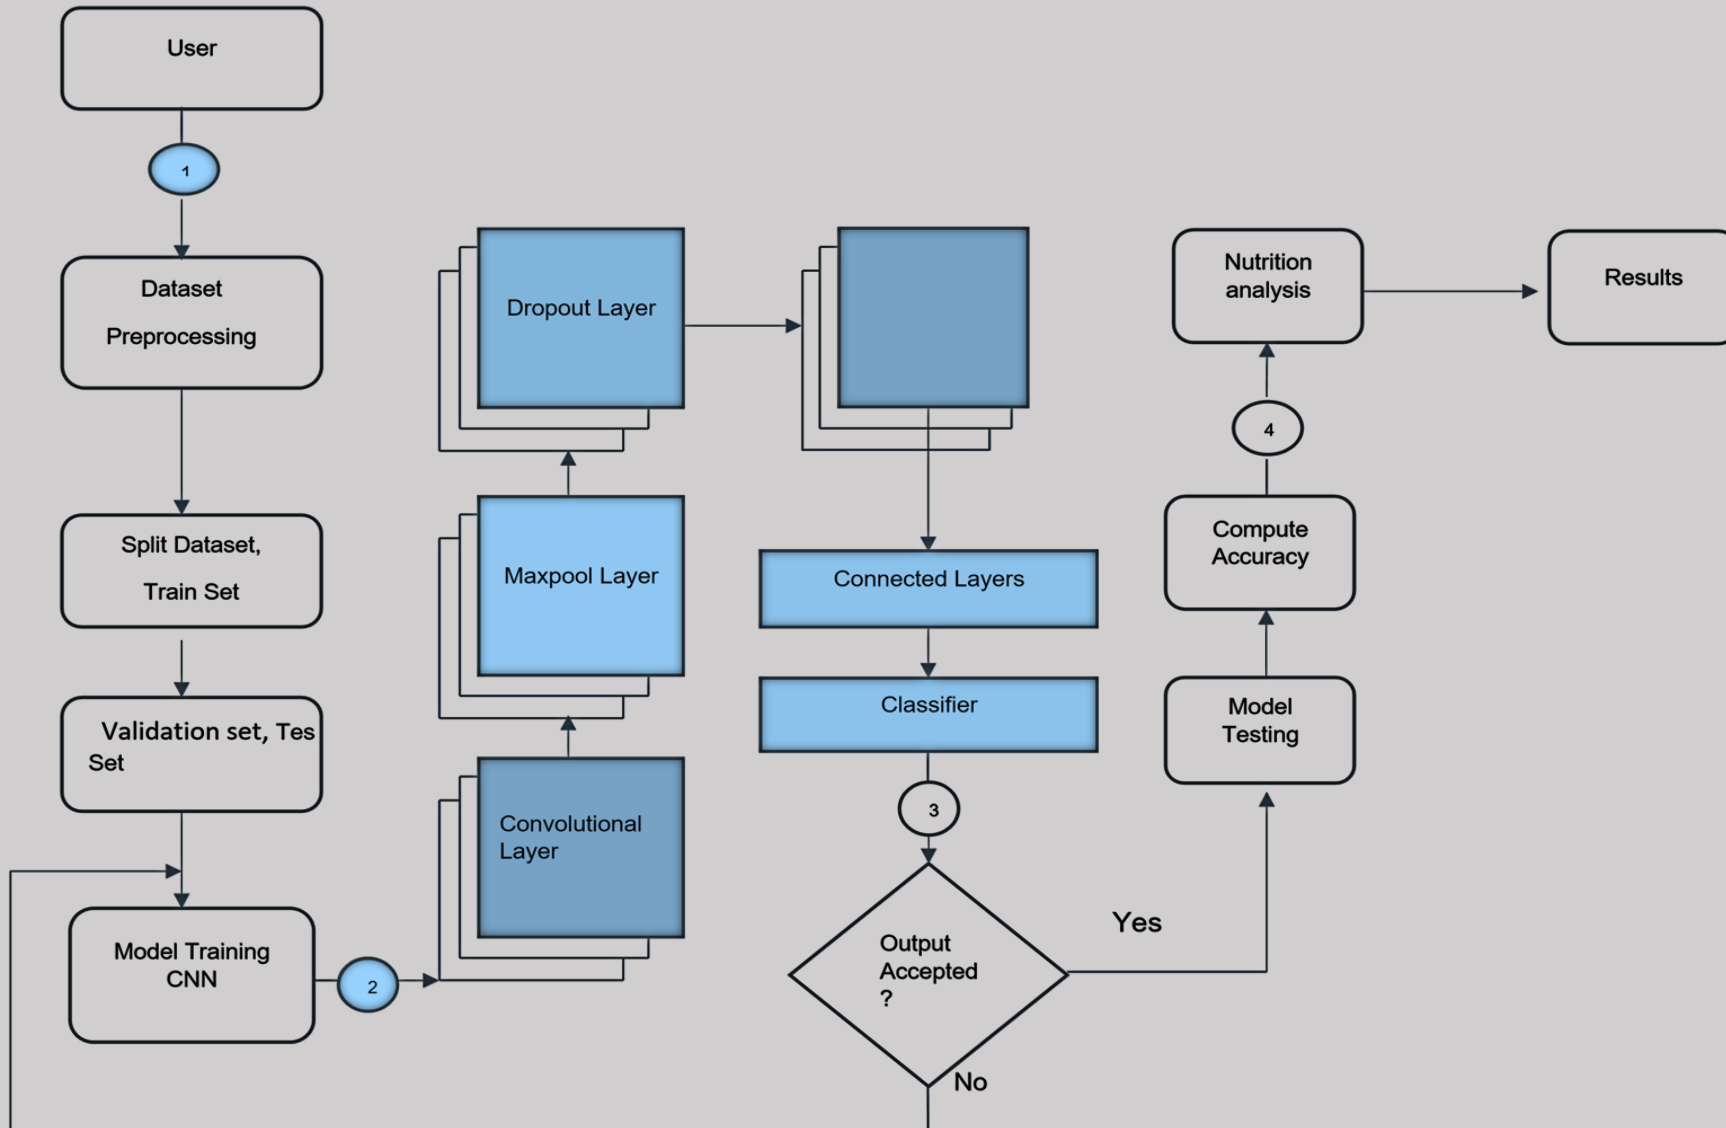 User
1
Dataset
Preprocessing
Split Dataset,
Train Set
Validation set, Tes
Set
Model Training
CNN
2
Convolutional
Layer
Maxpool Layer
Dropout Layer
Connected Layers
Classifier
3
Output
Accepted
?
Yes
No
Model
Testing
Compute
Accuracy
4
Nutrition
analysis
Results